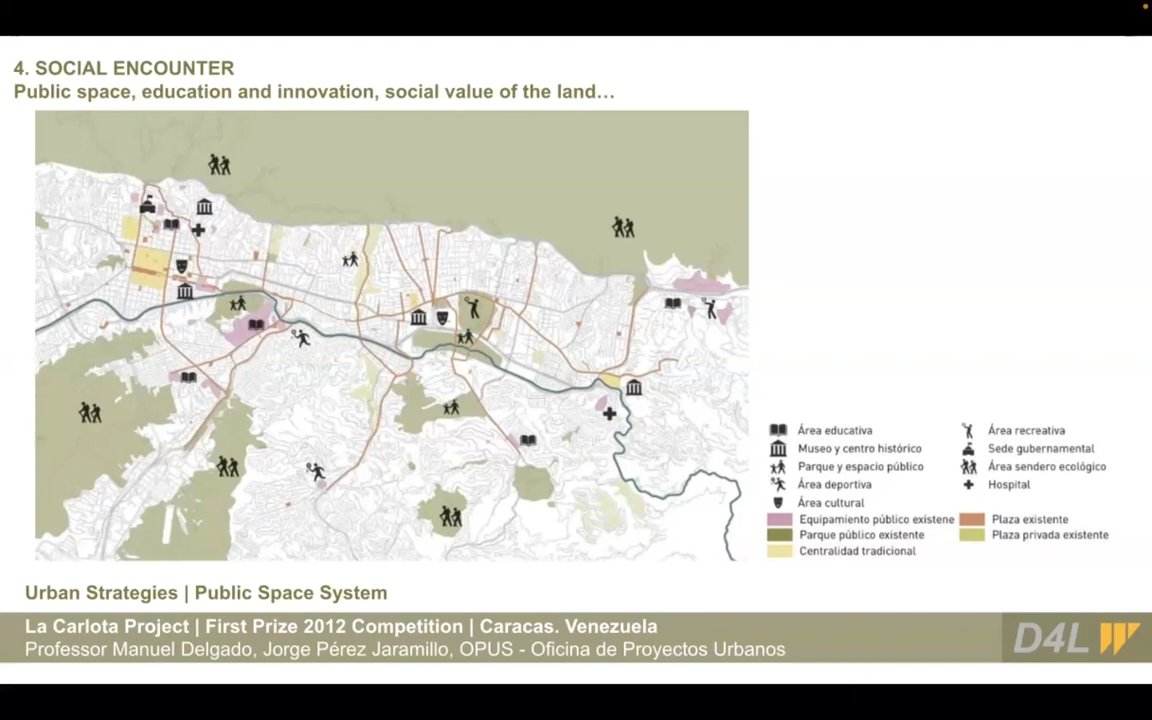 4. SOCIAL ENCOUNTER
Public space, education and innovation, social value of the land…
Área educativa
Museo y centro histórico
Parque y espacio público
Área deportiva
Área cultural
Equipamiento público existene
Parque público existente
Centralidad tradicional
Área recreativa
Sede gubernamental
Área sendero ecológico
Hospital
Plaza existente
Plaza privada existente
Urban Strategies | Public Space System
La Carlota Project | First Prize 2012 Competition | Caracas. Venezuela
Professor Manuel Delgado, Jorge Pérez Jaramillo, OPUS - Oficina de Proyectos Urbanos
D4L